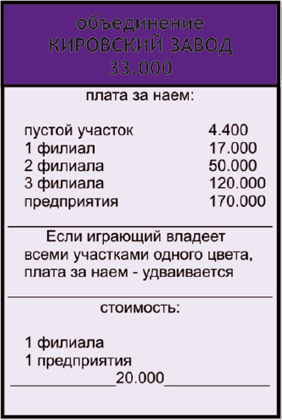 объединение
КИРОВСКИЙ ЗАВОД
33.000
плата за наем:
пустой участок 4.400
1 филиал 17.000
2 филиала 50.000
3 филиала 120.000
предприятия 170.000
Если играющий владеет
всеми участками одного цвета,
плата за наем - удваивается
стоимость:
1 филиала
1 предприятия
20.000